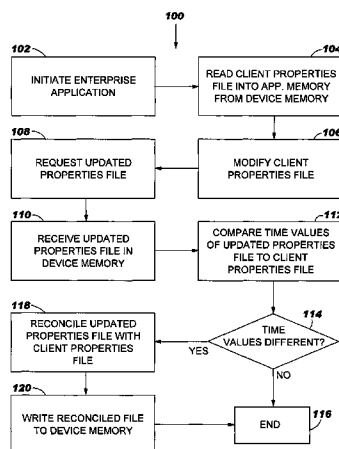 100
102
INITIATE ENTERPRISE
APPLICATION
104
READ CLIENT PROPERTIES
FILE INTO APP. MEMORY
FROM DEVICE MEMORY
108
REQUEST UPDATED
PROPERTIES FILE
106
MODIFY CLIENT
PROPERTIES FILE
110
RECEIVE UPDATED
PROPERTIES FILE IN
DEVICE MEMORY
112
COMPARE TIME VALUES
OF UPDATED PROPERTIES
FILE TO CLIENT
PROPERTIES FILE
118
RECONCILE UPDATED
PROPERTIES FILE WITH
CLIENT PROPERTIES
FILE
114
TIME
VALUES DIFFERENT?
YES
NO
120
WRITE RECONCILED
FILE TO DEVICE MEMORY
END
116